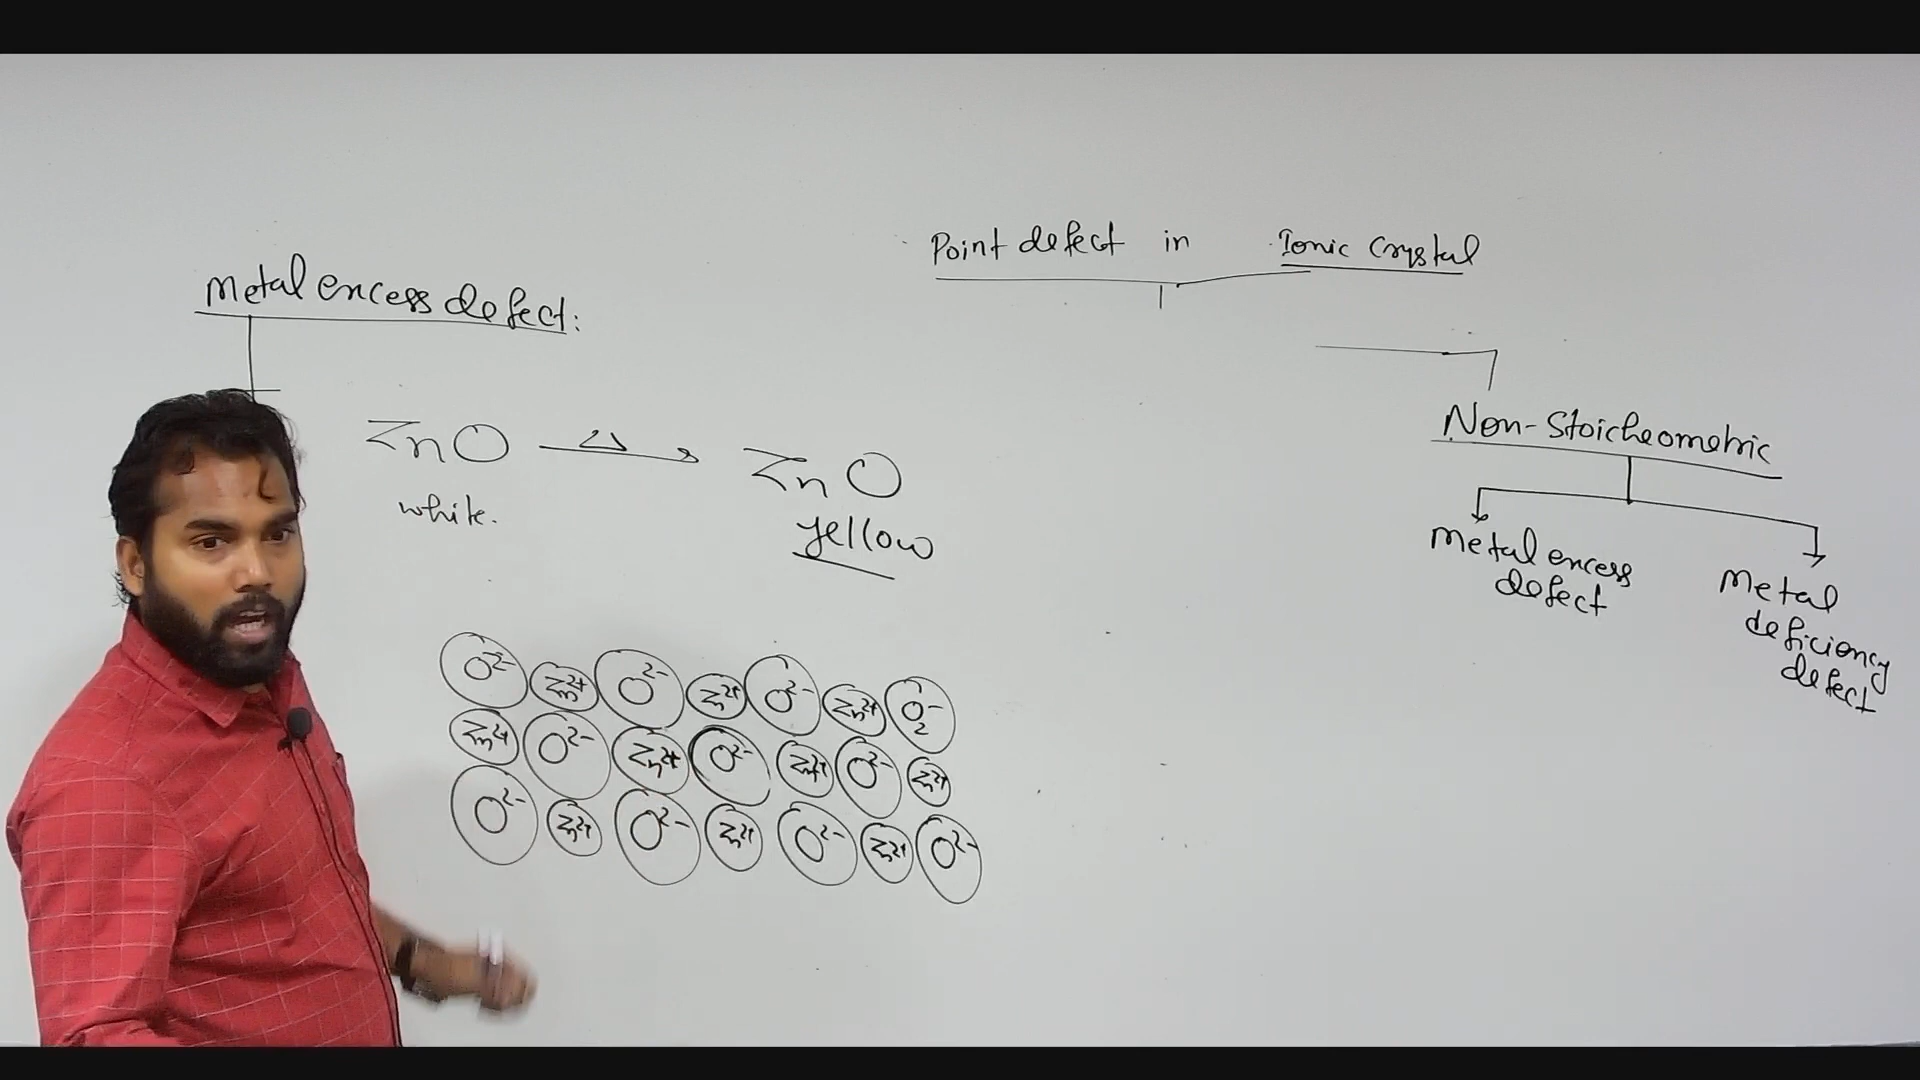 Metal excess defect:
ZnO Δ→ ZnO
white. yellow
O²⁻ Zn²⁺ O²⁻ Zn²⁺ O²⁻ Zn²⁺ O₂⁻
Zn²⁺ O²⁻ Zn²⁺ O²⁻ Zn²⁺ O²⁻ Zn²⁺
O²⁻ Zn²⁺ O²⁻ Zn²⁺ O²⁻ Zn²⁺ O²⁻
Point defect in Ionic Crystal
Non-Stoicheometric
Metal excess
defect
Metal
deficiency
defect